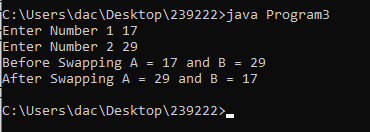 C:\Users\dac\Desktop\239222>java Program3
Enter Number 1 17
Enter Number 2 29
Before Swapping A = 17 and B = 29
After Swapping A = 29 and B = 17
C:\Users\dac\Desktop\239222>